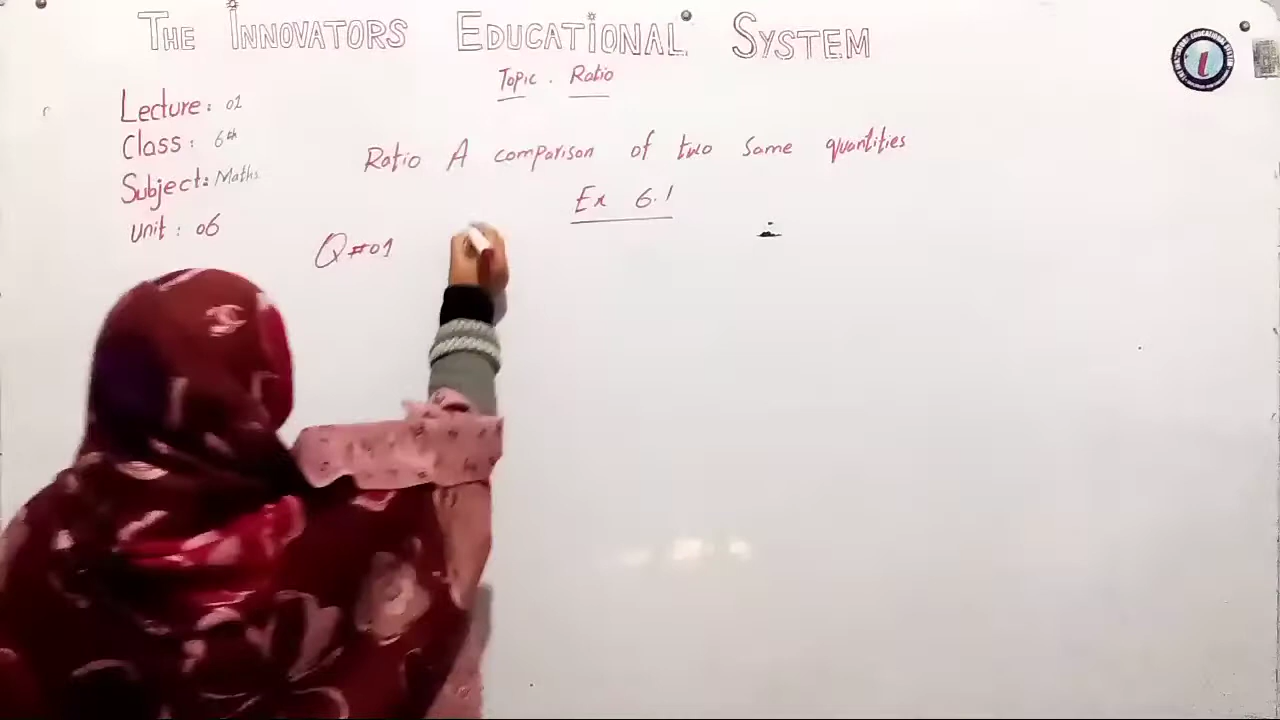 THE INNOVATORS EDUCATIONAL SYSTEM
Topic . Ratio
Lecture: 01
Class: 6th
Subject: Maths
Unit: 06
Ratio A comparison of two same quantities
Ex 6.1
Q#01